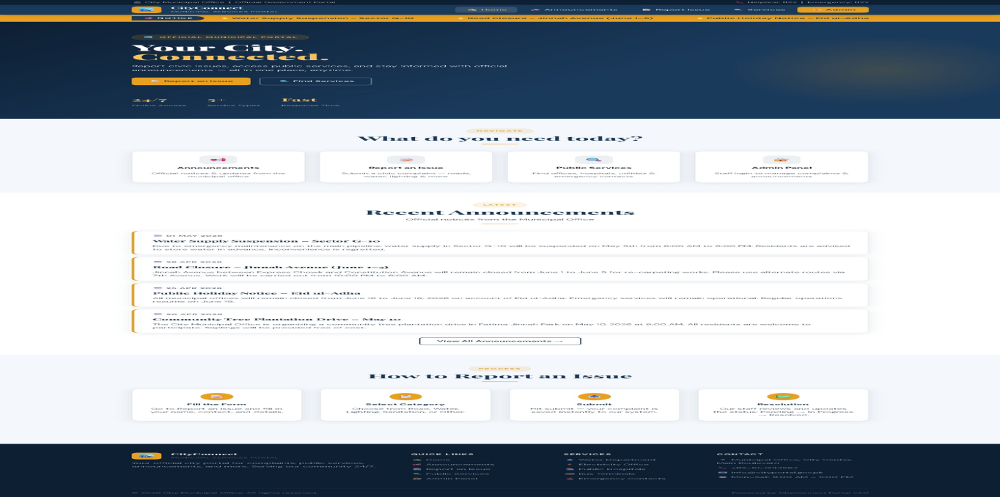 City Municipal Office | Official Government Portal
Helpline: 1122 | Emergency: 1122
CityConnect
MUNICIPAL SERVICES PORTAL
Home
Announcements
Report Issue
Services
Admin
NOTICE
Water Supply Suspension – Sector G-10
Road Closure – Jinnah Avenue (June 1–5)
Public Holiday Notice – Eid ul-Adha
OFFICIAL MUNICIPAL PORTAL
Your City.
Connected.
Report civic issues, access public services, and stay informed with official
announcements — all in one place, anytime.
Report an Issue
Find Services
24/7
5+
Fast
Online Access
Service Types
Response Time
NAVIGATE
What do you need today?
Announcements
Official notices & updates from the
municipal office
Report an Issue
Submit a civic complaint — roads,
water, lighting & more
Public Services
Find offices, hospitals, utilities &
emergency contacts
Admin Panel
Staff login to manage complaints &
announcements
LATEST
Recent Announcements
Official notices from the Municipal Office
01 MAY 2026
Water Supply Suspension – Sector G-10
Due to maintenance on the main pipeline, water supply in Sector G-10 will be suspended on May 5th from 8:00 AM to 6:00 PM. Residents are advised
to store water in advance. Inconvenience is regretted.
28 APR 2026
Road Closure – Jinnah Avenue (June 1–5)
Jinnah Avenue between Express Chowk and Constitution Avenue will remain closed from June 1 to June 5 for re-carpeting works. Please use alternate routes via
7th Avenue. Work will be carried out from 10:00 PM to 6:00 AM.
25 APR 2026
Public Holiday Notice – Eid ul-Adha
All municipal offices will remain closed from June 16 to June 18, 2026 on account of Eid ul-Adha. Emergency services will remain operational. Regular operations
resume on June 19.
20 APR 2026
Community Tree Plantation Drive – May 10
The City Municipal Office is organizing a community tree plantation drive in Fatima Jinnah Park on May 10, 2026 at 8:00 AM. All residents are welcome to
participate. Saplings will be provided free of cost.
View All Announcements →
PROCESS
How to Report an Issue
Fill the Form
Go to Report an Issue and fill in
your name, contact, and details.
Select Category
Choose from Road, Water,
Lighting, Sanitation, or Other.
Submit
Hit submit — your complaint is
saved instantly to our system.
Resolution
Our staff reviews and updates
the status: Pending → In Progress
→ Resolved.
CityConnect
MUNICIPAL SERVICES PORTAL
Your official city portal for complaints, public services,
announcements, and more. Serving our community 24/7.
QUICK LINKS
Home
Announcements
Report an Issue
Public Services
Admin Panel
SERVICES
Water Department
Electricity Office
Public Hospitals
Bus Terminals
Emergency Contacts
CONTACT
Municipal Office, City Center,
Main Boulevard
+92-51-1234567
info@cityportal.gov.pk
Mon–Sat: 9:00 AM – 5:00 PM
© 2026 City Municipal Office. All rights reserved.
Powered by CityConnect Portal v2.0